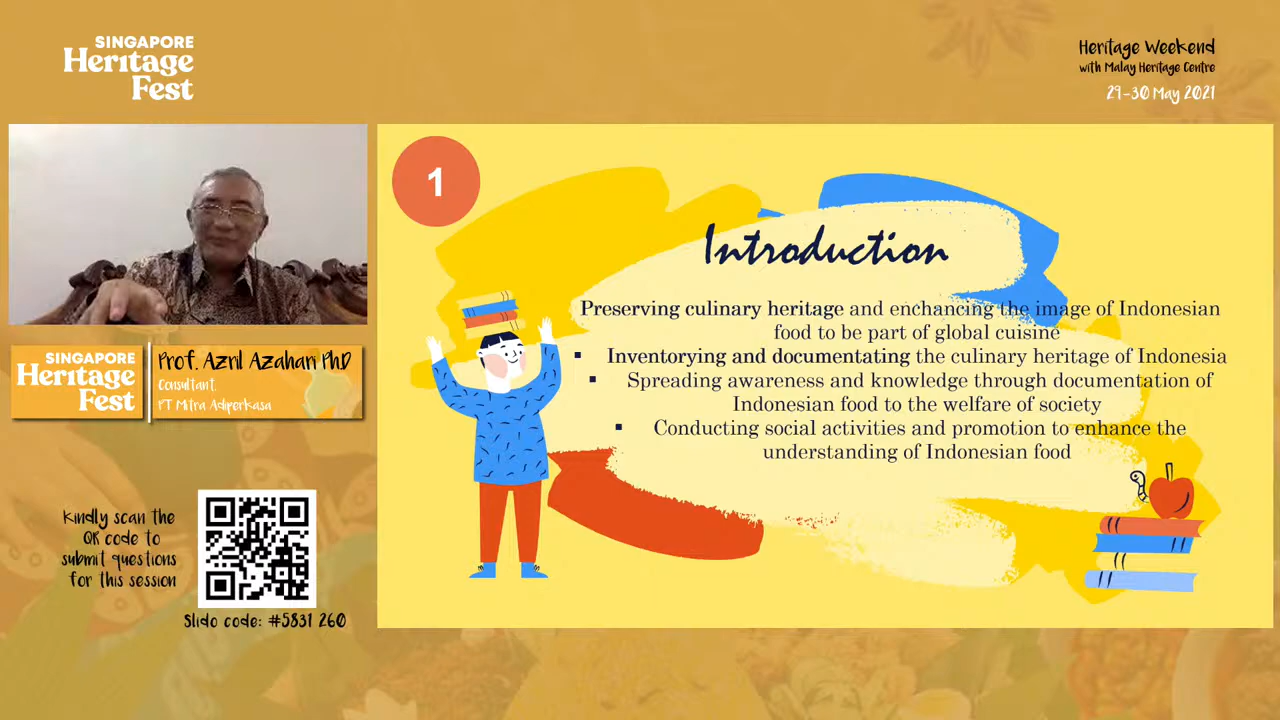 SINGAPORE
Heritage
Fest
Heritage Weekend
with Malay Heritage Centre
29-30 May 2021
1
Introduction
Preserving culinary heritage and enchancing the image of Indonesian
food to be part of global cuisine
▪ Inventorying and documentating the culinary heritage of Indonesia
▪ Spreading awareness and knowledge through documentation of
Indonesian food to the welfare of society
▪ Conducting social activities and promotion to enhance the
understanding of Indonesian food
SINGAPORE
Heritage
Fest
Prof. Azril Azahari PhD
Consultant,
PT Mitra Adiperkasa
Kindly scan the
QR code to
submit questions
for this session
Slido code: #5831 260